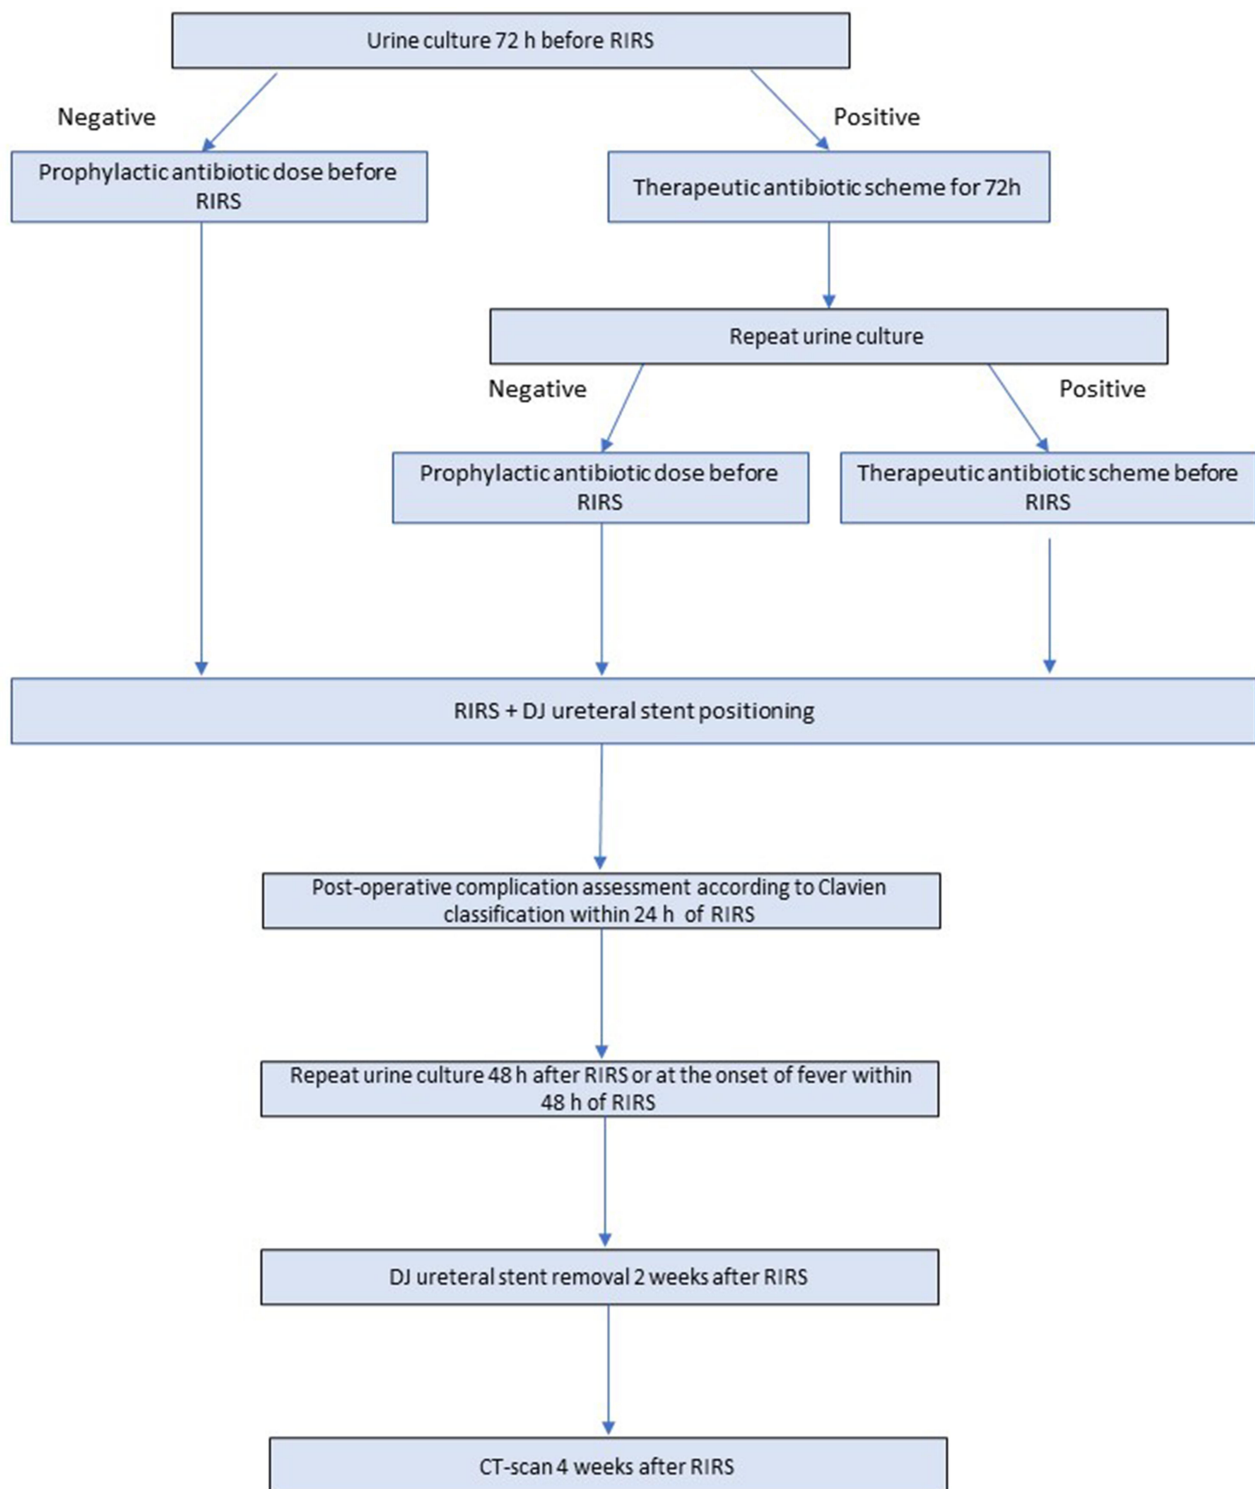 Urine culture 72 h before RIRS
Negative
Positive
Prophylactic antibiotic dose before
RIRS
Therapeutic antibiotic scheme for 72h
Repeat urine culture
Negative
Positive
Prophylactic antibiotic dose before
RIRS
Therapeutic antibiotic scheme before
RIRS
RIRS + DJ ureteral stent positioning
Post-operative complication assessment according to Clavien
classification within 24 h of RIRS
Repeat urine culture 48 h after RIRS or at the onset of fever within
48 h of RIRS
DJ ureteral stent removal 2 weeks after RIRS
CT-scan 4 weeks after RIRS